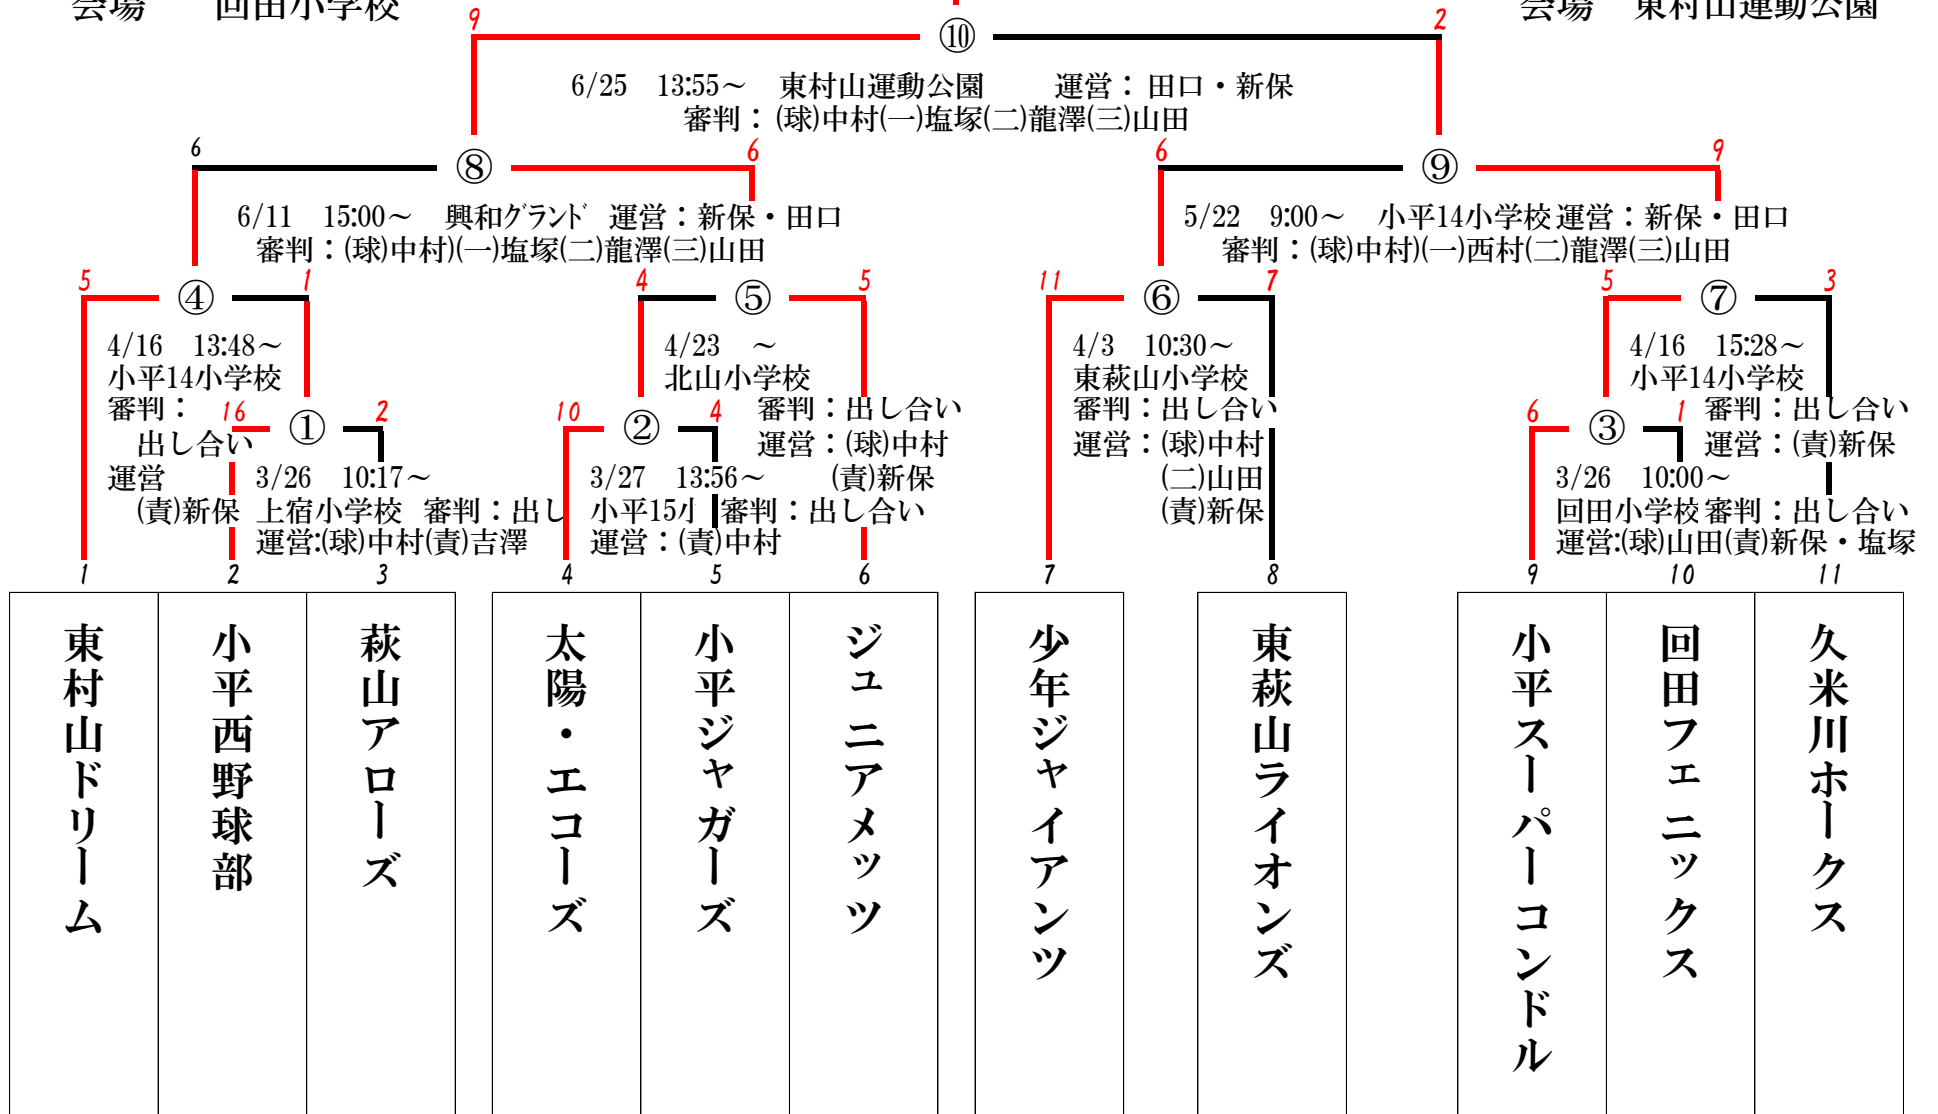 会場 回田小学校
会場 東村山運動公園
9
⑩
2
6/25 13:55～ 東村山運動公園 運営：田口・新保
審判：(球)中村(一)塩塚(二)龍澤(三)山田
6
⑧
6
6
⑨
9
6/11 15:00～ 興和ｸﾞﾗﾝﾄﾞ 運営：新保・田口
審判：(球)中村)(一)塩塚(二)龍澤(三)山田
5/22 9:00～ 小平14小学校運営：新保・田口
審判：(球)中村)(一)西村(二)龍澤(三)山田
5
④
1
4
⑤
5
11
⑥
7
5
⑦
3
4/16 13:48～
小平14小学校
審判：
出し合い
運営
(責)新保
4/23 ～
北山小学校
審判：出し合い
運営：(球)中村
(責)新保
4/3 10:30～
東萩山小学校
審判：出し合い
運営：(球)中村
(二)山田
(責)新保
4/16 15:28～
小平14小学校
審判：出し合い
運営：(責)新保
16
①
2
3/26 10:17～
上宿小学校 審判：出し
運営:(球)中村(責)吉澤
10
②
4
3/27 13:56～
小平15小 審判：出し合い
運営：(責)中村
6
③
1
3/26 10:00～
回田小学校 審判：出し合い
運営:(球)山田(責)新保・塩塚
1
2
3
4
5
6
7
8
9
10
11
東村山ドリーム
小平西野球部
萩山アローズ
太陽・エコーズ
小平ジャガーズ
ジュニアメッツ
少年ジャイアンツ
東萩山ライオンズ
小平スーパーコンドル
回田フェニックス
久米川ホークス